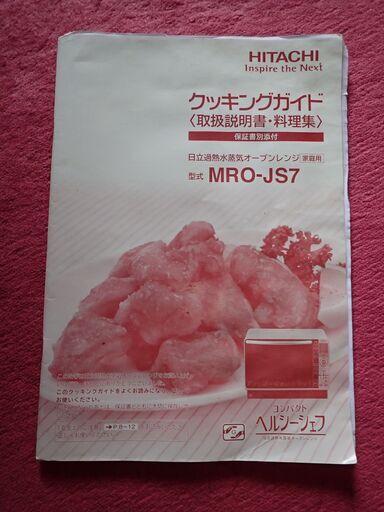 HITACHI
Inspire the Next
クッキングガイド
〈取扱説明書・料理集〉
保証書別添付
日立過熱水蒸気オーブンレンジ 家庭用
型式 MRO-JS7
このクッキングガイドをよくお読みになり、
お使いください。
→P.8~12
コンパクト
ヘルシーシェフ